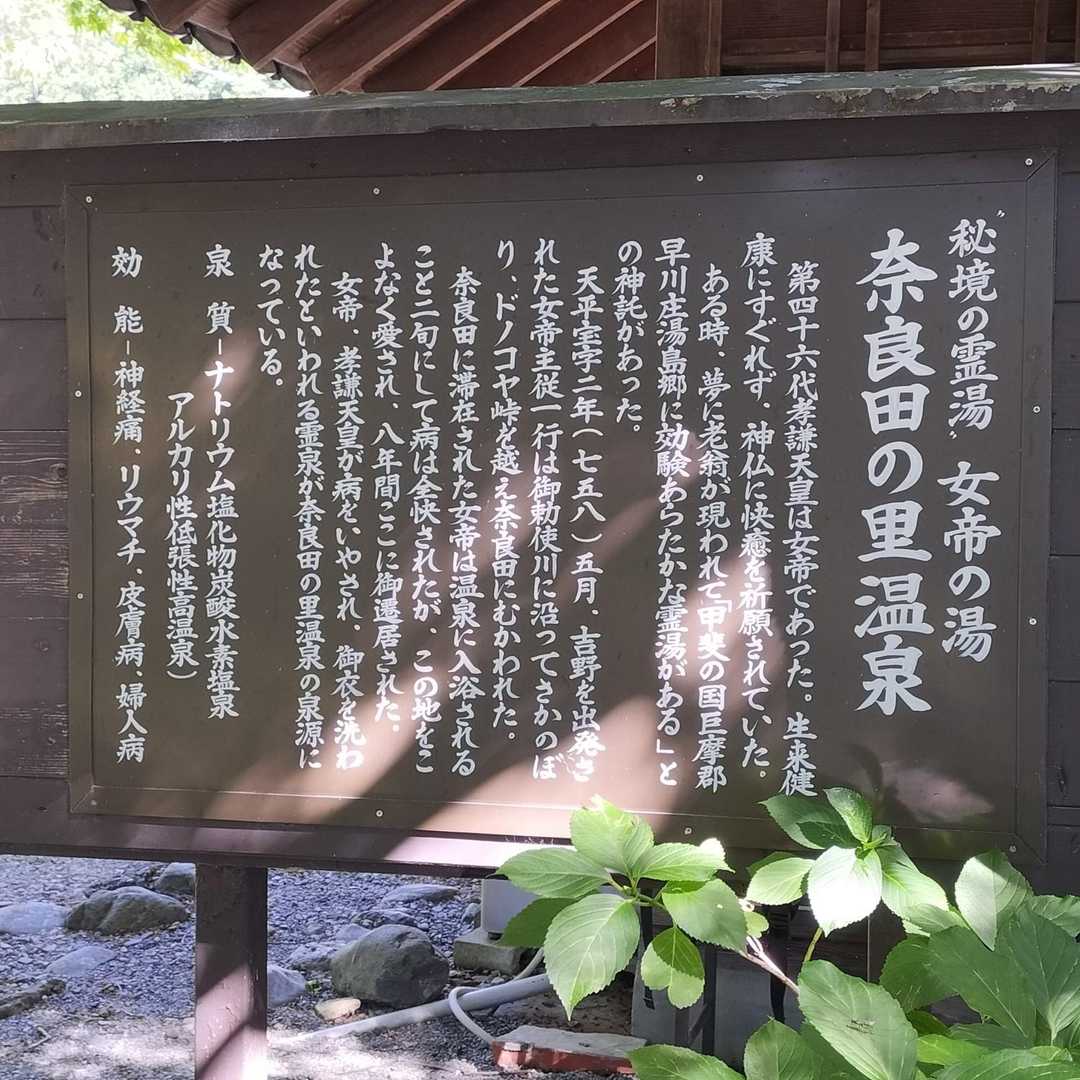 〝秘境の霊湯〟女帝の湯
奈良田の里温泉
第四十六代孝謙天皇は女帝であった。生来健
康にすぐれず、神仏に快癒を祈願されていた。
ある時、夢に老翁が現われて「甲斐の国巨摩郡
早川庄湯島郷に効験あらたかな霊湯がある」と
の神託があった。
天平宝字二年(七五八)五月、吉野を出発さ
れた女帝主従一行は御勅使川に沿ってさかのぼ
り、ドノコヤ峠を越え奈良田にむかわれた。
奈良田に滞在された女帝は温泉に入浴される
こと二旬にして病は全快されたが、この地をこ
よなく愛され、八年間ここに御遷居された。
女帝、孝謙天皇が病をいやされ、御衣を洗わ
れたといわれる霊泉が奈良田の里温泉の泉源に
なっている。
泉 質-ナトリウム塩化物炭酸水素塩泉
アルカリ性低張性高温泉)
効 能-神経痛、リウマチ、皮膚病、婦人病